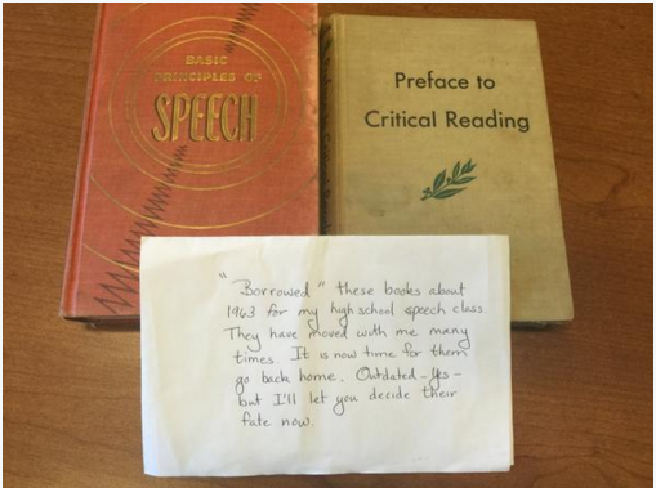 BASIC
PRINCIPLES OF
SPEECH
Preface to
Critical Reading
"Borrowed" these books about
1963 for my high school speech class.
They have moved with me many
times. It is now time for them
go back home. Outdated - Yes -
but I'll let you decide their
fate now.